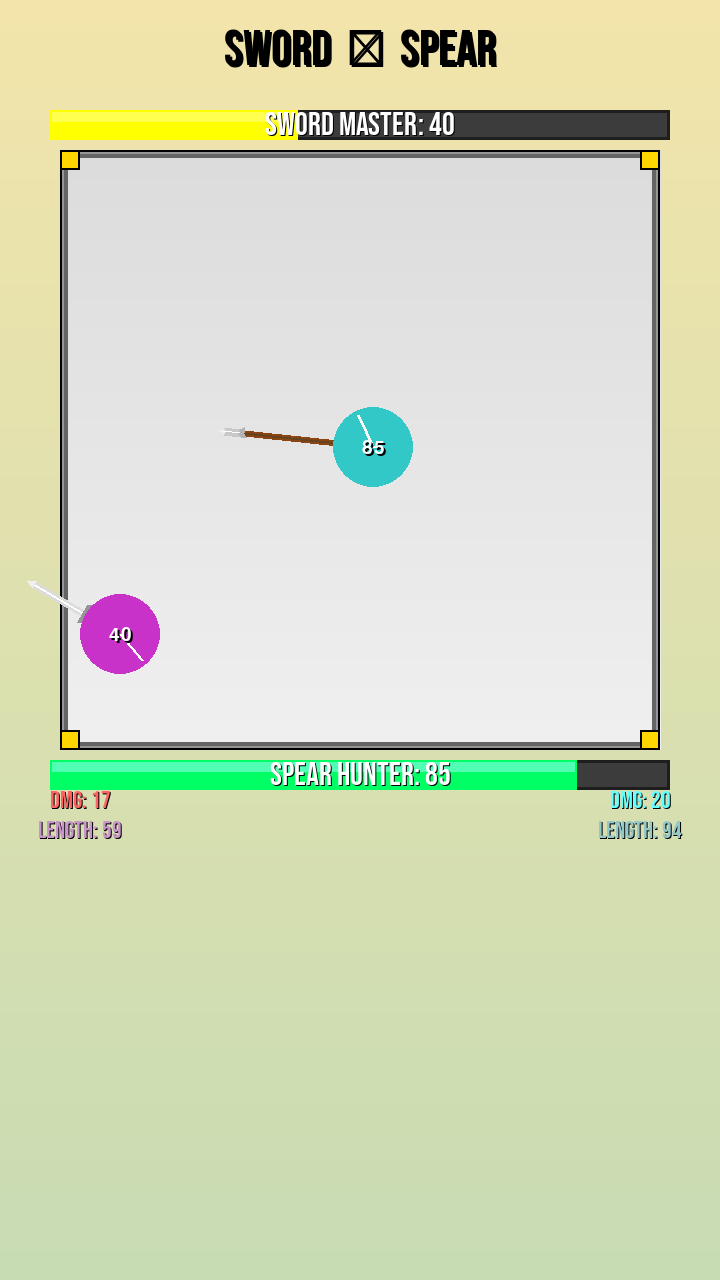 SWORD SPEAR
SWORD MASTER: 40
85
40
SPEAR HUNTER: 85
DMG: 17
DMG: 20
LENGTH: 59
LENGTH: 94